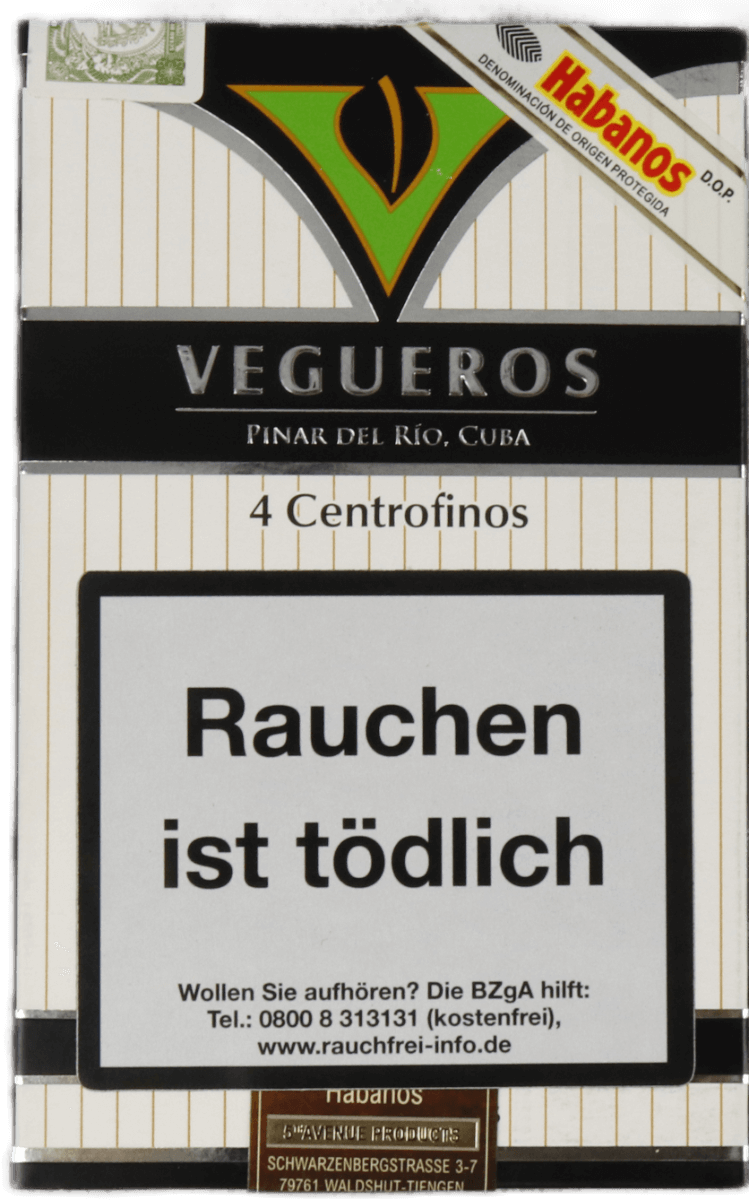 Habanos
D.O.P.
DENOMINACIÓN DE ORIGEN PROTEGIDA
VEGUEROS
PINAR DEL RÍO, CUBA
4 Centrofinos
Rauchen
ist tödlich
Wollen Sie aufhören? Die BZgA hilft:
Tel.: 0800 8 313131 (kostenfrei),
www.rauchfrei-info.de
Habanos
5TH AVENUE PRODUCTS
SCHWARZENBERGSTRASSE 3-7
79761 WALDSHUT-TIENGEN